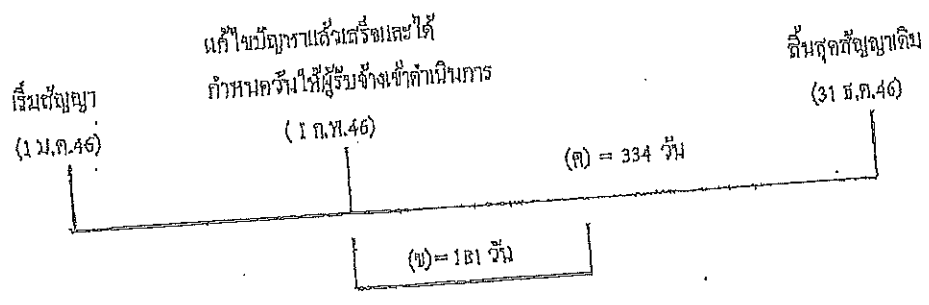 แก้ไขปัญหาแล้วเสร็จและได้
กำหนดวันให้ผู้รับจ้างเข้าดำเนินการ
(1 ก.พ.46)
เริ่มสัญญา
(1 ม.ค.46)
สิ้นสุดสัญญาเดิม
(31 ธ.ค.46)
(ค) = 334 วัน
(ข) = 181 วัน